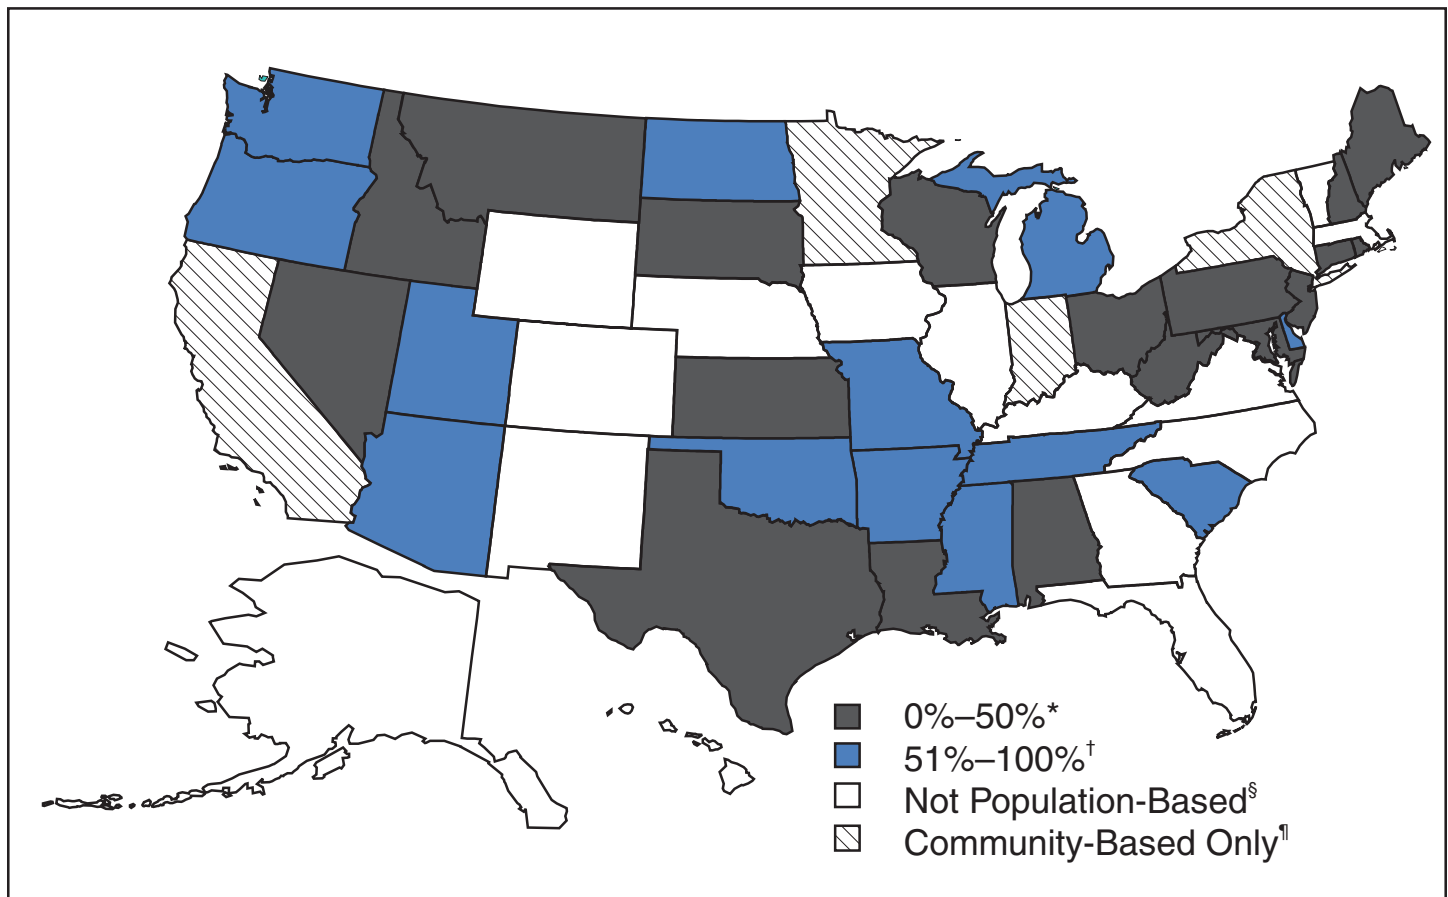 0%–50%*
51%–100%†
Not Population-Based§
Community-Based Only¶